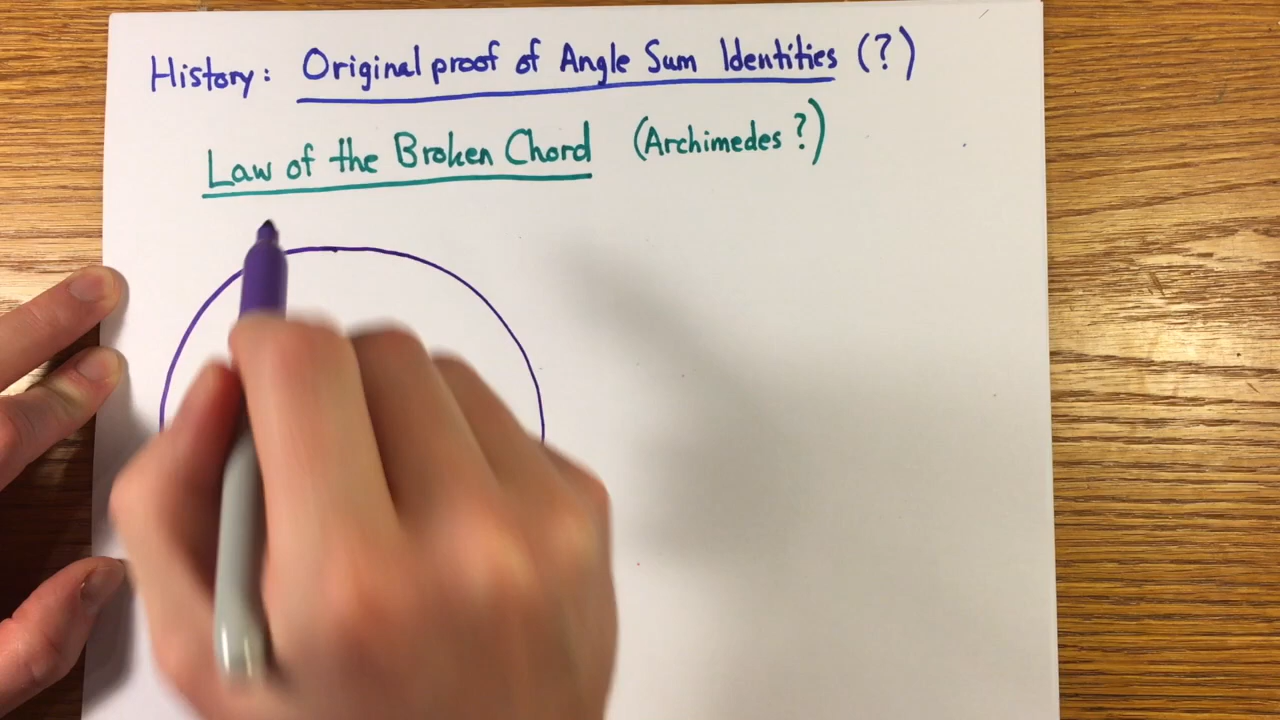 History: Original proof of Angle Sum Identities (?)
Law of the Broken Chord (Archimedes ?)